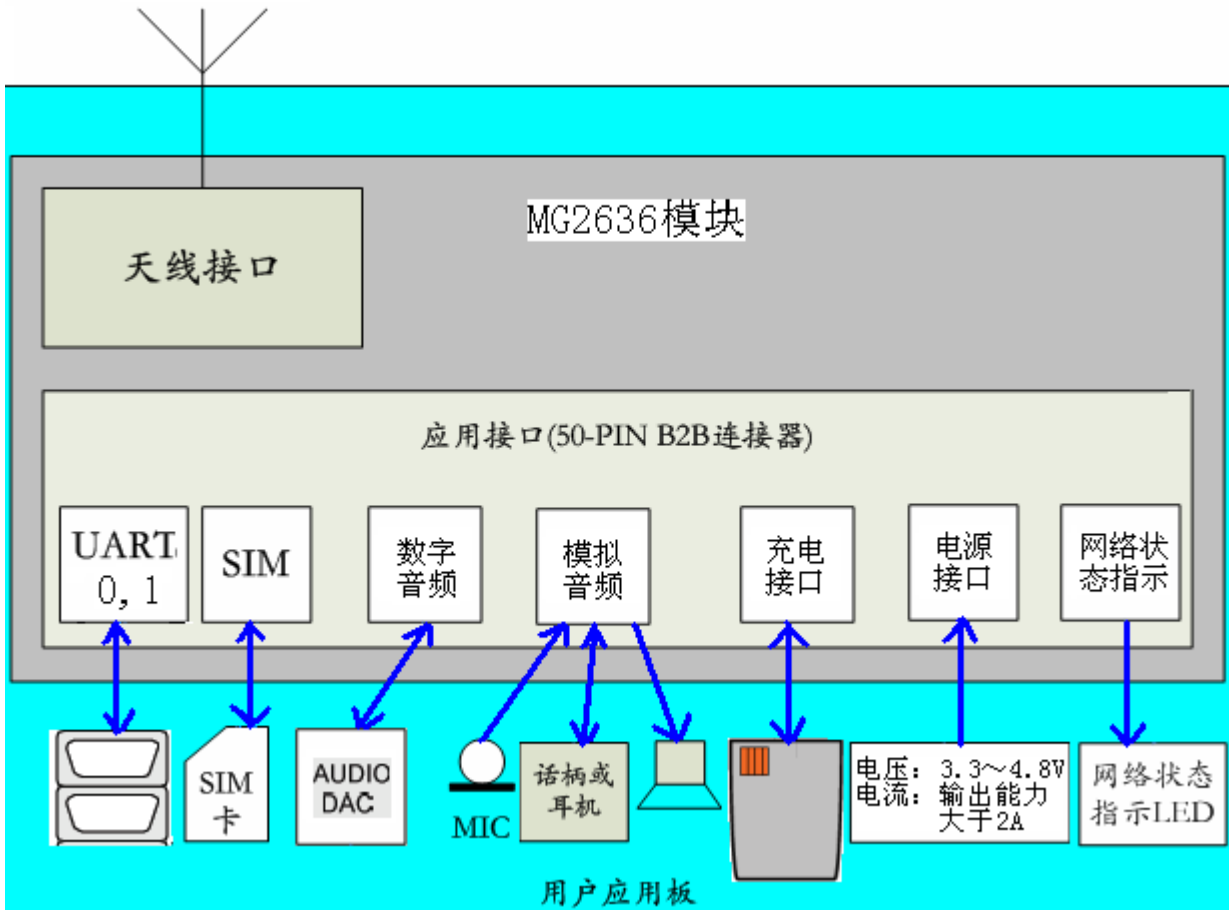 MG2636模块
天线接口
应用接口(50-PIN B2B连接器)
UART
0, 1
SIM
数字
音频
模拟
音频
充电
接口
电源
接口
网络状
态指示
SIM
卡
AUDIO
DAC
MIC
话柄或
耳机
电压: 3.3～4.8V
电流: 输出能力
大于2A
网络状态
指示LED
用户应用板